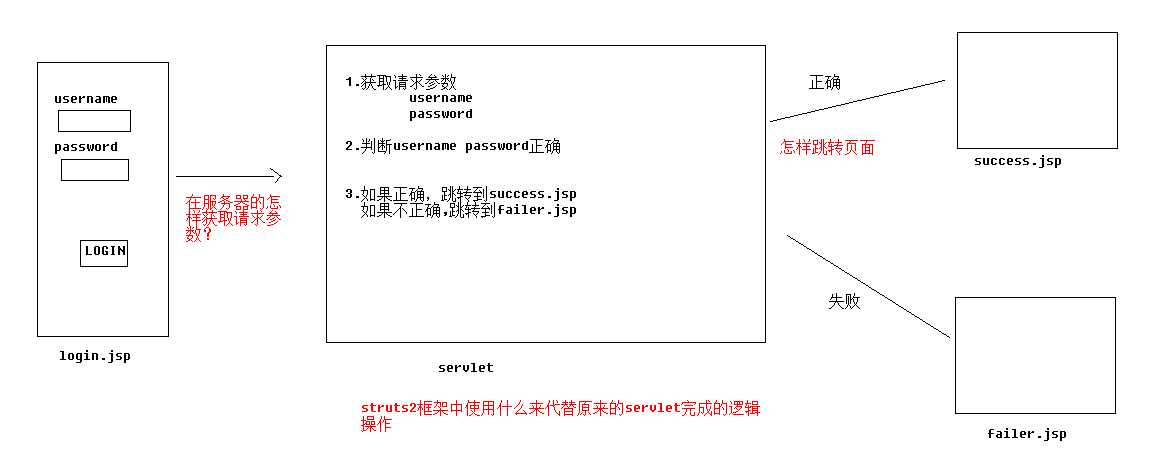 username
password
LOGIN
login.jsp
在服务器的怎
样获取请求参
数?
1.获取请求参数
username
password
2.判断username password正确
3.如果正确，跳转到success.jsp
如果不正确,跳转到failer.jsp
servlet
struts2框架中使用什么来代替原来的servlet完成的逻辑
操作
正确
怎样跳转页面
success.jsp
失败
failer.jsp